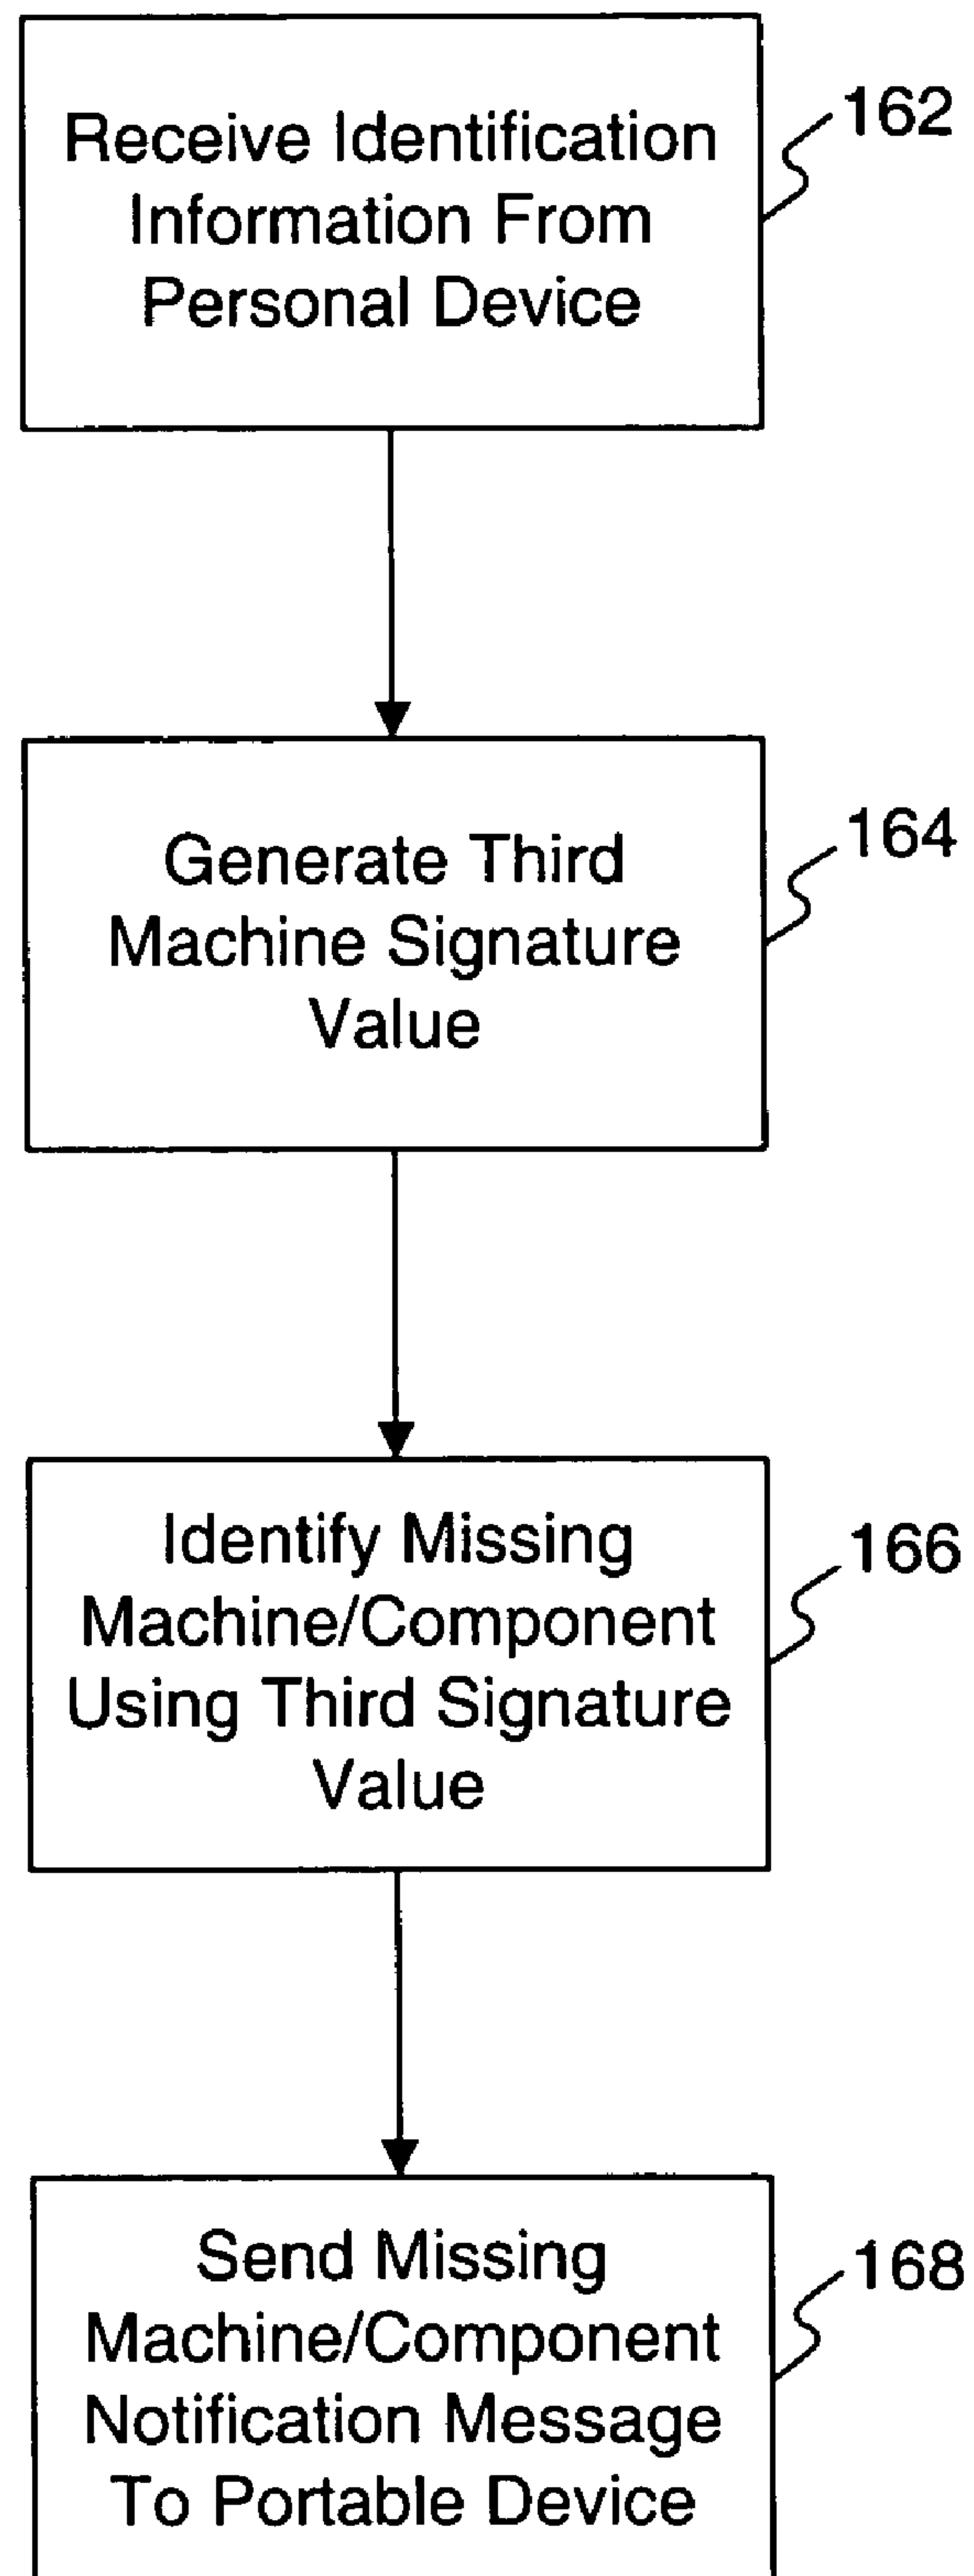 Receive Identification
Information From
Personal Device
162
Generate Third
Machine Signature
Value
164
Identify Missing
Machine/Component
Using Third Signature
Value
166
Send Missing
Machine/Component
Notification Message
To Portable Device
168